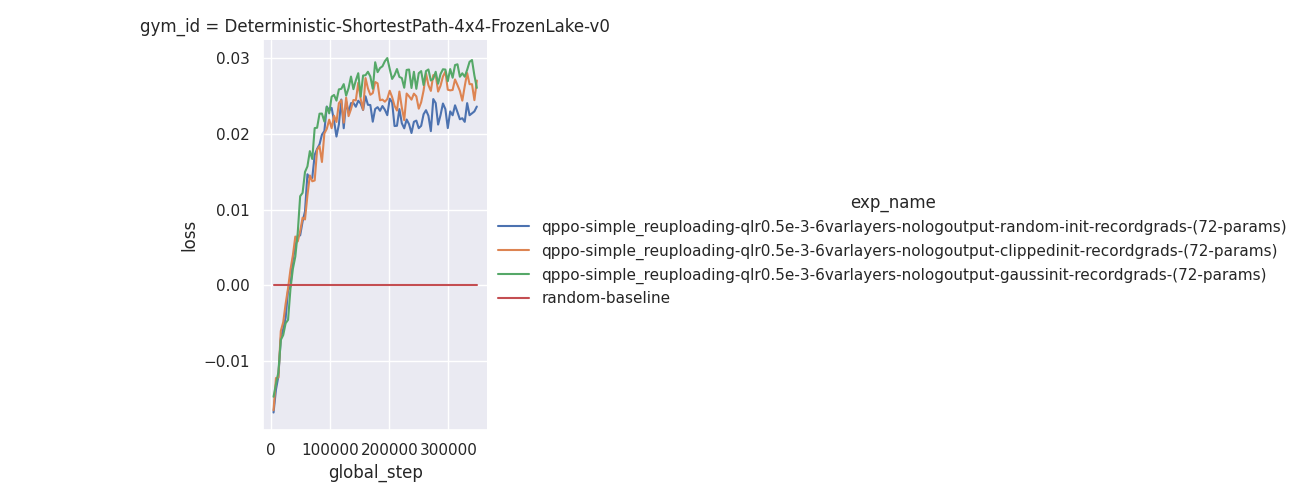 gym_id = Deterministic-ShortestPath-4x4-FrozenLake-v0
0.03
0.02
0.01
0.00
−0.01
loss
0
100000
200000
300000
global_step
exp_name
qppo-simple_reuploading-qlr0.5e-3-6varlayers-nologoutput-random-init-recordgrads-(72-params)
qppo-simple_reuploading-qlr0.5e-3-6varlayers-nologoutput-clippedinit-recordgrads-(72-params)
qppo-simple_reuploading-qlr0.5e-3-6varlayers-nologoutput-gaussinit-recordgrads-(72-params)
random-baseline